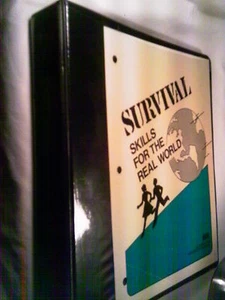 SURVIVAL
SKILLS
FOR THE
REAL WORLD